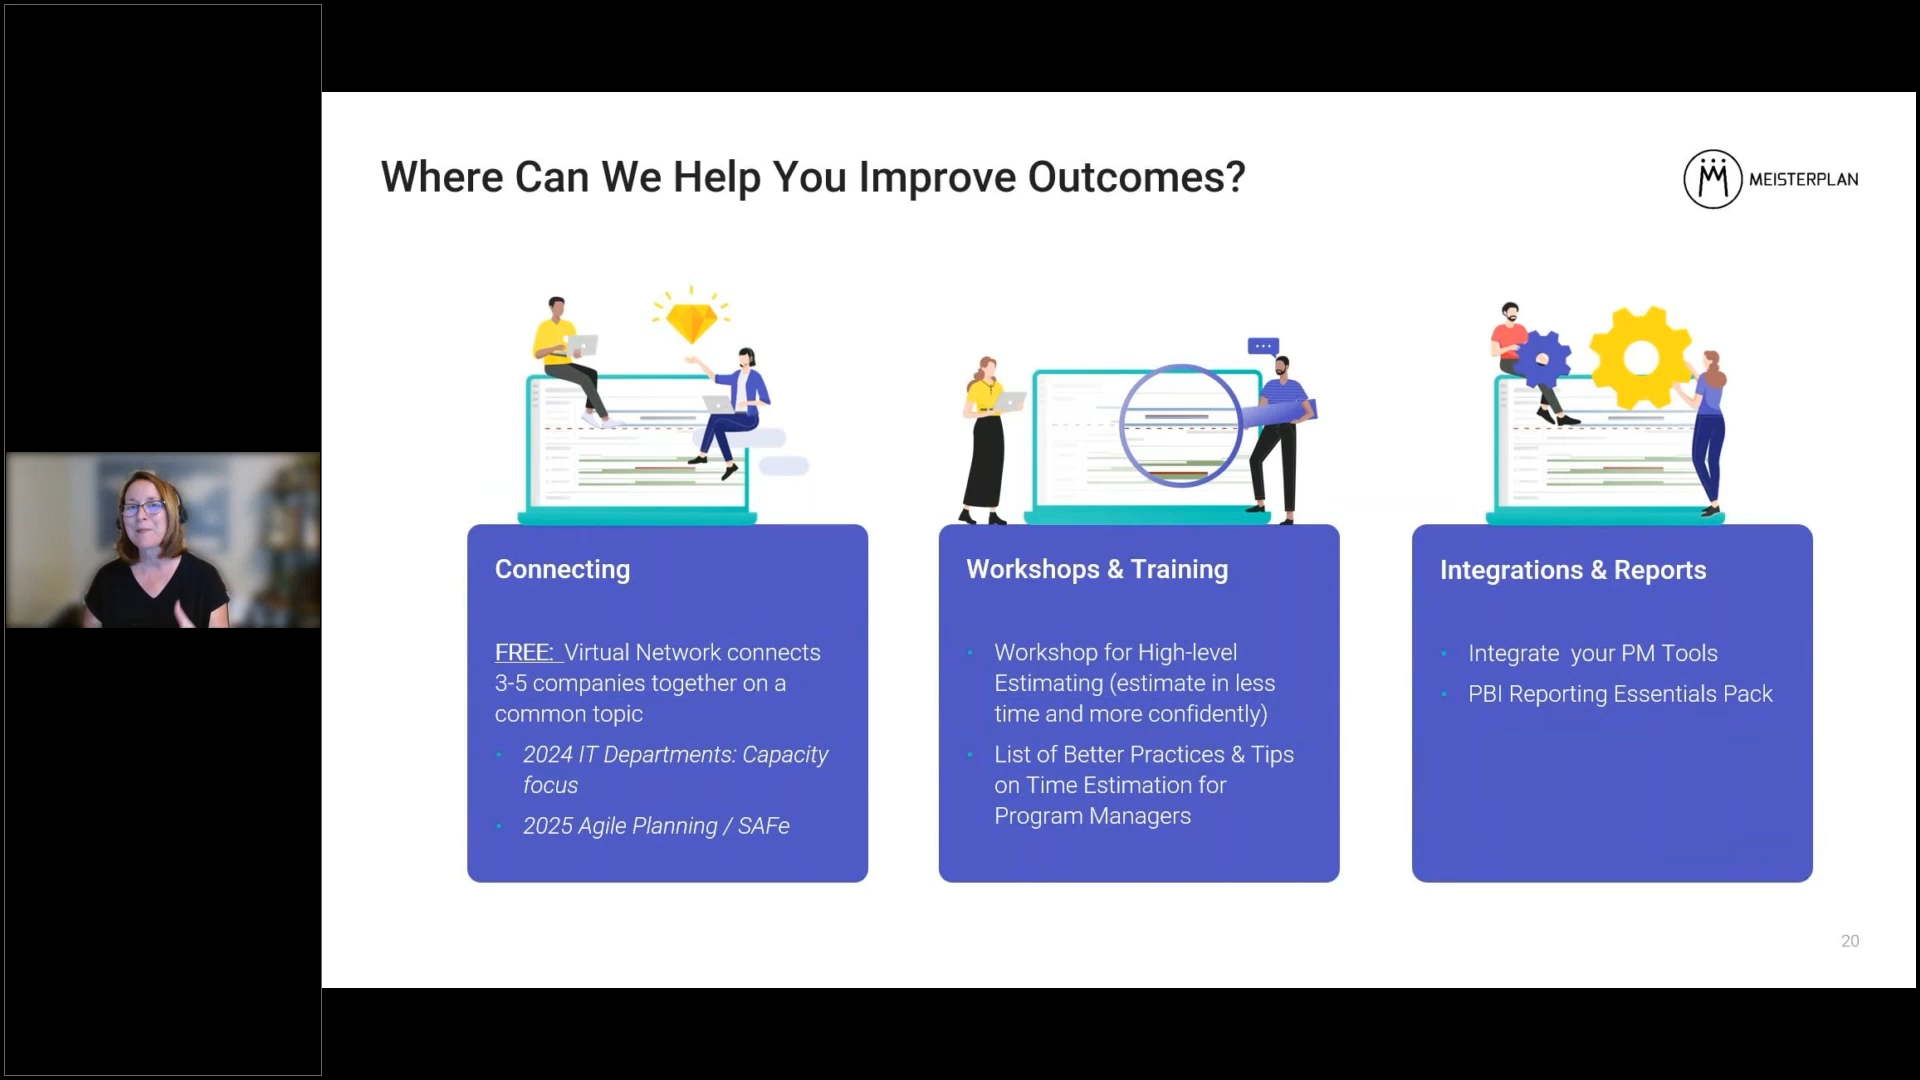 Where Can We Help You Improve Outcomes?
MEISTERPLAN
Connecting
FREE:  Virtual Network connects
3-5 companies together on a
common topic
• 2024 IT Departments: Capacity
focus
• 2025 Agile Planning / SAFe
Workshops & Training
• Workshop for High-level
Estimating (estimate in less
time and more confidently)
• List of Better Practices & Tips
on Time Estimation for
Program Managers
Integrations & Reports
• Integrate  your PM Tools
• PBI Reporting Essentials Pack
20